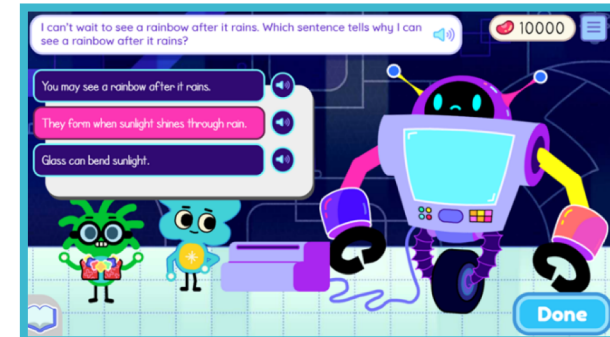 I can't wait to see a rainbow after it rains. Which sentence tells why I can
see a rainbow after it rains?
10000
You may see a rainbow after it rains.
They form when sunlight shines through rain.
Glass can bend sunlight.
Done